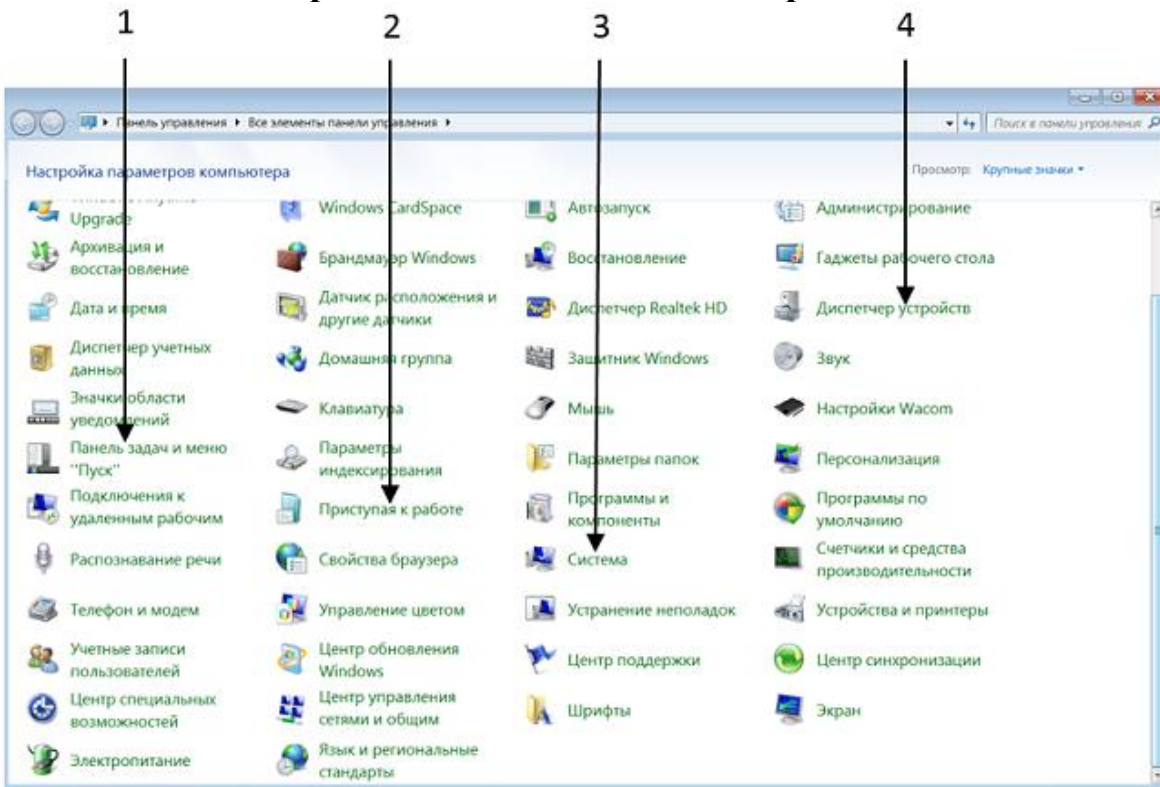 1 2 3 4
Панель управления Все элементы панели управления Поиск в панели управления
Настройка параметров компьютера Просмотр: Крупные значки
Upgrade Windows CardSpace Автозапуск Администрирование
Архивация и
восстановление Брандмауэр Windows Восстановление Гаджеты рабочего стола
Дата и время Датчик расположения и
другие датчики Диспетчер Realtek HD Диспетчер устройств
Диспетчер учетных
данных Домашняя группа Защитник Windows Звук
Значки области
уведомлений Клавиатура Мышь Настройки Wacom
Панель задач и меню
"Пуск" Параметры
индексирования Параметры папок Персонализация
Подключения к
удаленным рабочим Приступая к работе Программы и
компоненты Программы по
умолчанию
Распознавание речи Свойства браузера Система Счетчики и средства
производительности
Телефон и модем Управление цветом Устранение неполадок Устройства и принтеры
Учетные записи
пользователей Центр обновления
Windows Центр поддержки Центр синхронизации
Центр специальных
возможностей Центр управления
сетями и общим Шрифты Экран
Электропитание Язык и региональные
стандарты